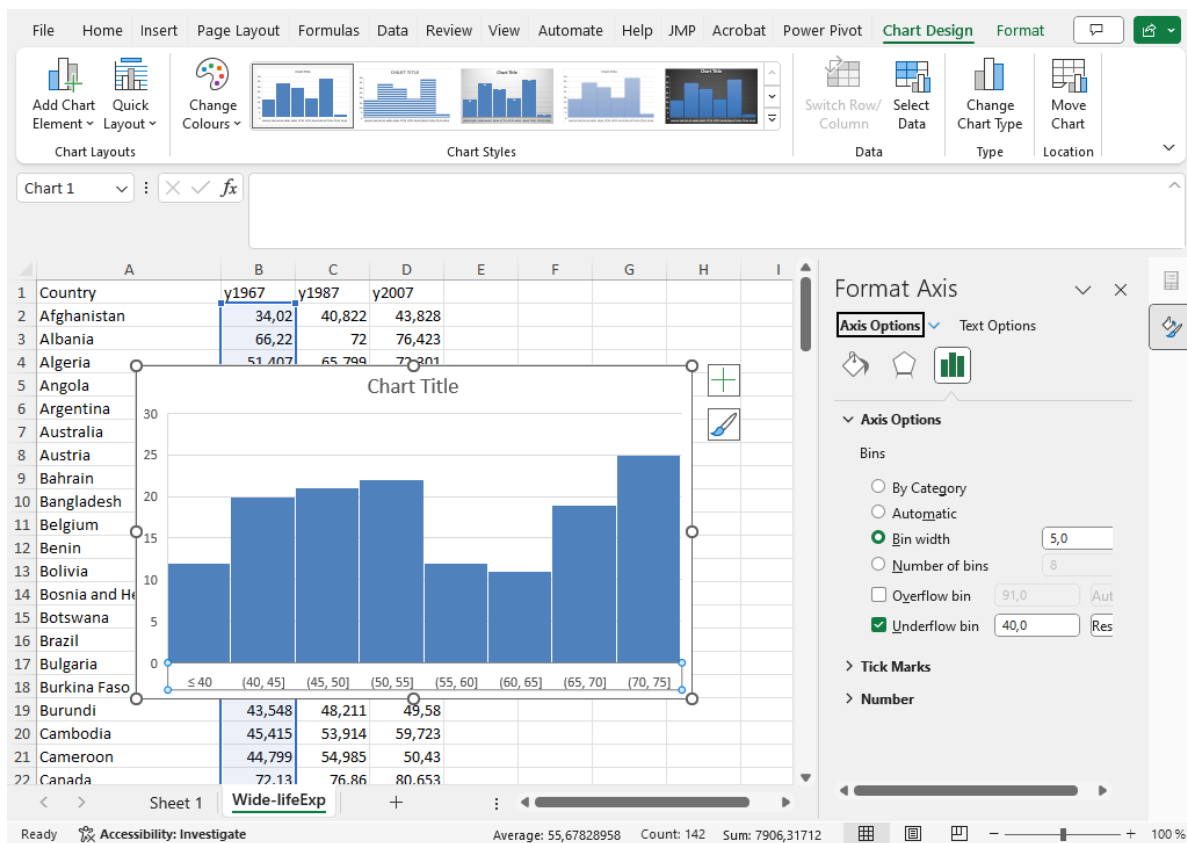 File Home Insert Page Layout Formulas Data Review View Automate Help JMP Acrobat Power Pivot Chart Design Format
Add Chart Element
Quick Layout
Change Colours
Switch Row/ Column
Select Data
Change Chart Type
Move Chart
Chart Layouts Chart Styles Data Type Location
Chart 1 fx
A B C D E F G H I
1 Country y1967 y1987 y2007
2 Afghanistan 34,02 40,822 43,828
3 Albania 66,22 72 76,423
4 Algeria 51,407 65,799 72,301
5 Angola
6 Argentina
7 Australia
8 Austria
9 Bahrain
10 Bangladesh
11 Belgium
12 Benin
13 Bolivia
14 Bosnia and He
15 Botswana
16 Brazil
17 Bulgaria
18 Burkina Faso
19 Burundi 43,548 48,211 49,58
20 Cambodia 45,415 53,914 59,723
21 Cameroon 44,799 54,985 50,43
22 Canada 72,13 76,86 80,653
Chart Title
30
25
20
15
10
5
0
≤ 40 (40, 45] (45, 50] (50, 55] (55, 60] (60, 65] (65, 70] (70, 75]
Format Axis
Axis Options Text Options
Axis Options
Bins
By Category
Automatic
Bin width 5,0
Number of bins 8
Overflow bin 91,0 Aut
Underflow bin 40,0 Res
Tick Marks
Number
Sheet 1 Wide-lifeExp
Ready Accessibility: Investigate Average: 55,67828958 Count: 142 Sum: 7906,31712 100 %